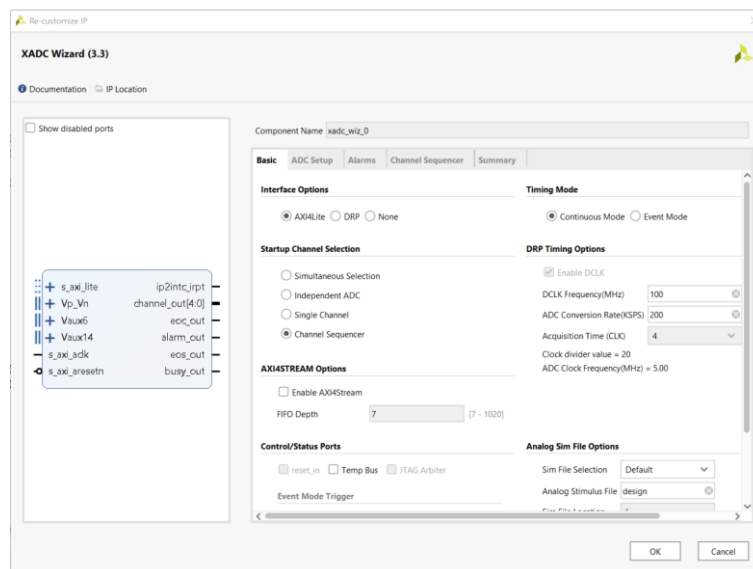 Re-customize IP
XADC Wizard (3.3)
Documentation IP Location
Show disabled ports
s_axi_lite
Vp_Vn
Vaux6
Vaux14
s_axi_aclk
s_axi_aresetn
ip2intc_irpt
channel_out[4:0]
eoc_out
alarm_out
eos_out
busy_out
Component Name xadc_wiz_0
Basic ADC Setup Alarms Channel Sequencer Summary
Interface Options
AXI4Lite DRP None
Startup Channel Selection
Simultaneous Selection
Independent ADC
Single Channel
Channel Sequencer
AXI4STREAM Options
Enable AXI4Stream
FIFO Depth 7 [7 - 1020]
Control/Status Ports
reset_in Temp Bus JTAG Arbiter
Event Mode Trigger
Timing Mode
Continuous Mode Event Mode
DRP Timing Options
Enable DCLK
DCLK Frequency(MHz) 100
ADC Conversion Rate(KSPS) 200
Acquisition Time (CLK) 4
Clock divider value = 20
ADC Clock Frequency(MHz) = 5.00
Analog Sim File Options
Sim File Selection Default
Analog Stimulus File design
Sim File Location
OK Cancel